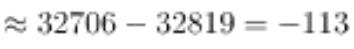 ≈ 32706 − 32819 = −113